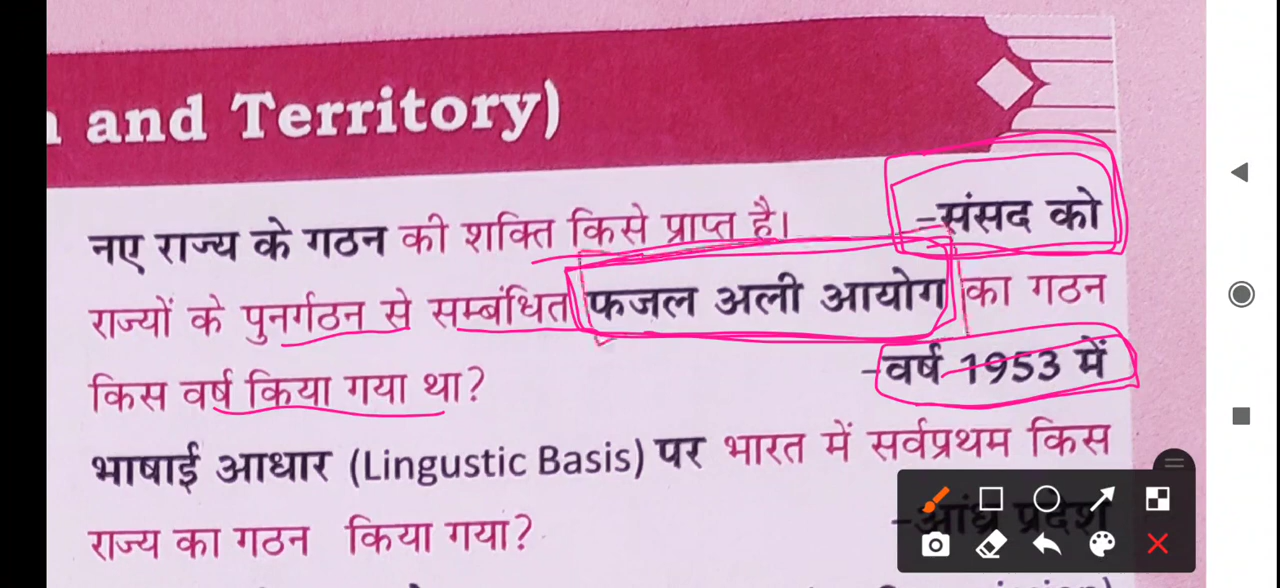 and Territory)
नए राज्य के गठन की शक्ति किसे प्राप्त है। –संसद को
राज्यों के पुनर्गठन से सम्बंधित फजल अली आयोग का गठन
किस वर्ष किया गया था? –वर्ष 1953 में
भाषाई आधार (Lingustic Basis) पर भारत में सर्वप्रथम किस
राज्य का गठन किया गया? –आंध्र प्रदेश